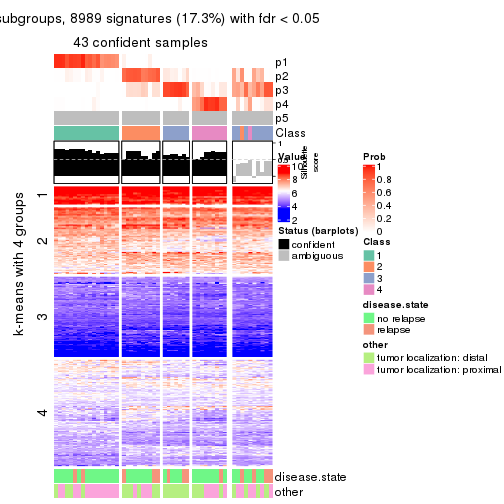 subgroups, 8989 signatures (17.3%) with fdr < 0.05
43 confident samples
p1
p2
p3
p4
p5
Class
1
Silhouette
score
k-means with 4 groups
1
2
3
4
disease.state
other
Value
10
8
6
4
2
Status (barplots)
confident
ambiguous
Prob
1
0.8
0.6
0.4
0.2
0
Class
1
2
3
4
disease.state
no relapse
relapse
other
tumor localization: distal
tumor localization: proximal